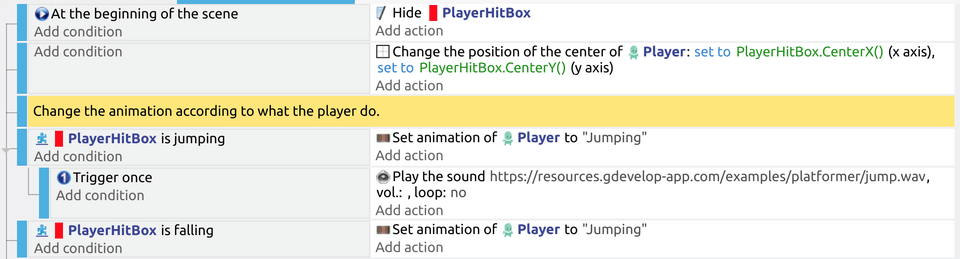 At the beginning of the scene
Add condition
Hide PlayerHitBox
Add action
Add condition
Change the position of the center of Player: set to PlayerHitBox.CenterX() (x axis),
set to PlayerHitBox.CenterY() (y axis)
Add action
Change the animation according to what the player do.
PlayerHitBox is jumping
Add condition
Set animation of Player to "Jumping"
Add action
Trigger once
Add condition
Play the sound https://resources.gdevelop-app.com/examples/platformer/jump.wav,
vol.: , loop: no
Add action
PlayerHitBox is falling
Add condition
Set animation of Player to "Jumping"
Add action